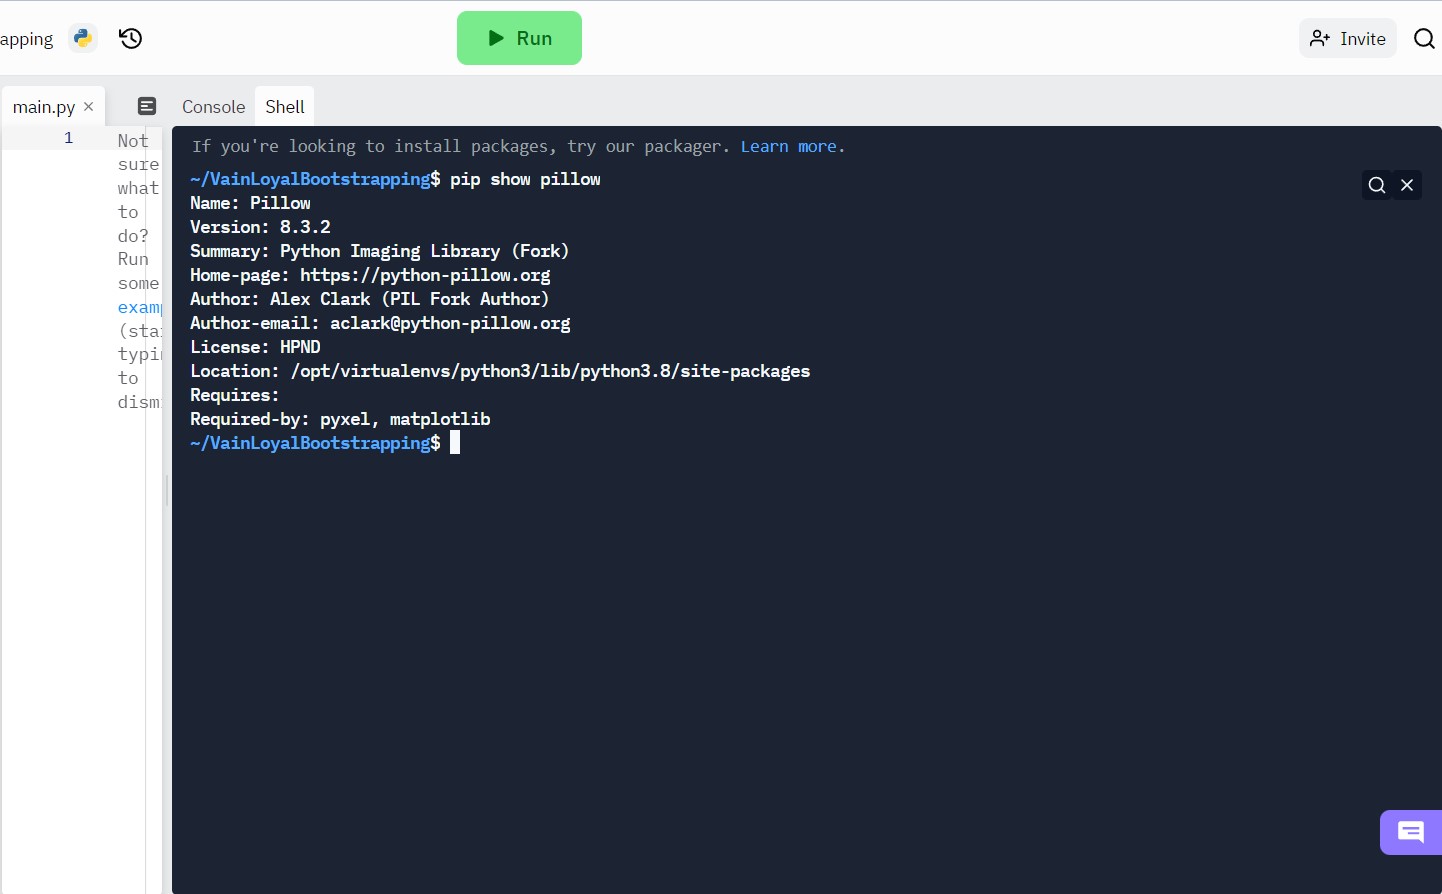 apping
Run
Invite
main.py
Console
Shell
1
Not
sure
what
to
do?
Run
some
exam
(sta
typi
to
dism
If you're looking to install packages, try our packager. Learn more.
~/VainLoyalBootstrapping$ pip show pillow
Name: Pillow
Version: 8.3.2
Summary: Python Imaging Library (Fork)
Home-page: https://python-pillow.org
Author: Alex Clark (PIL Fork Author)
Author-email: aclark@python-pillow.org
License: HPND
Location: /opt/virtualenvs/python3/lib/python3.8/site-packages
Requires:
Required-by: pyxel, matplotlib
~/VainLoyalBootstrapping$